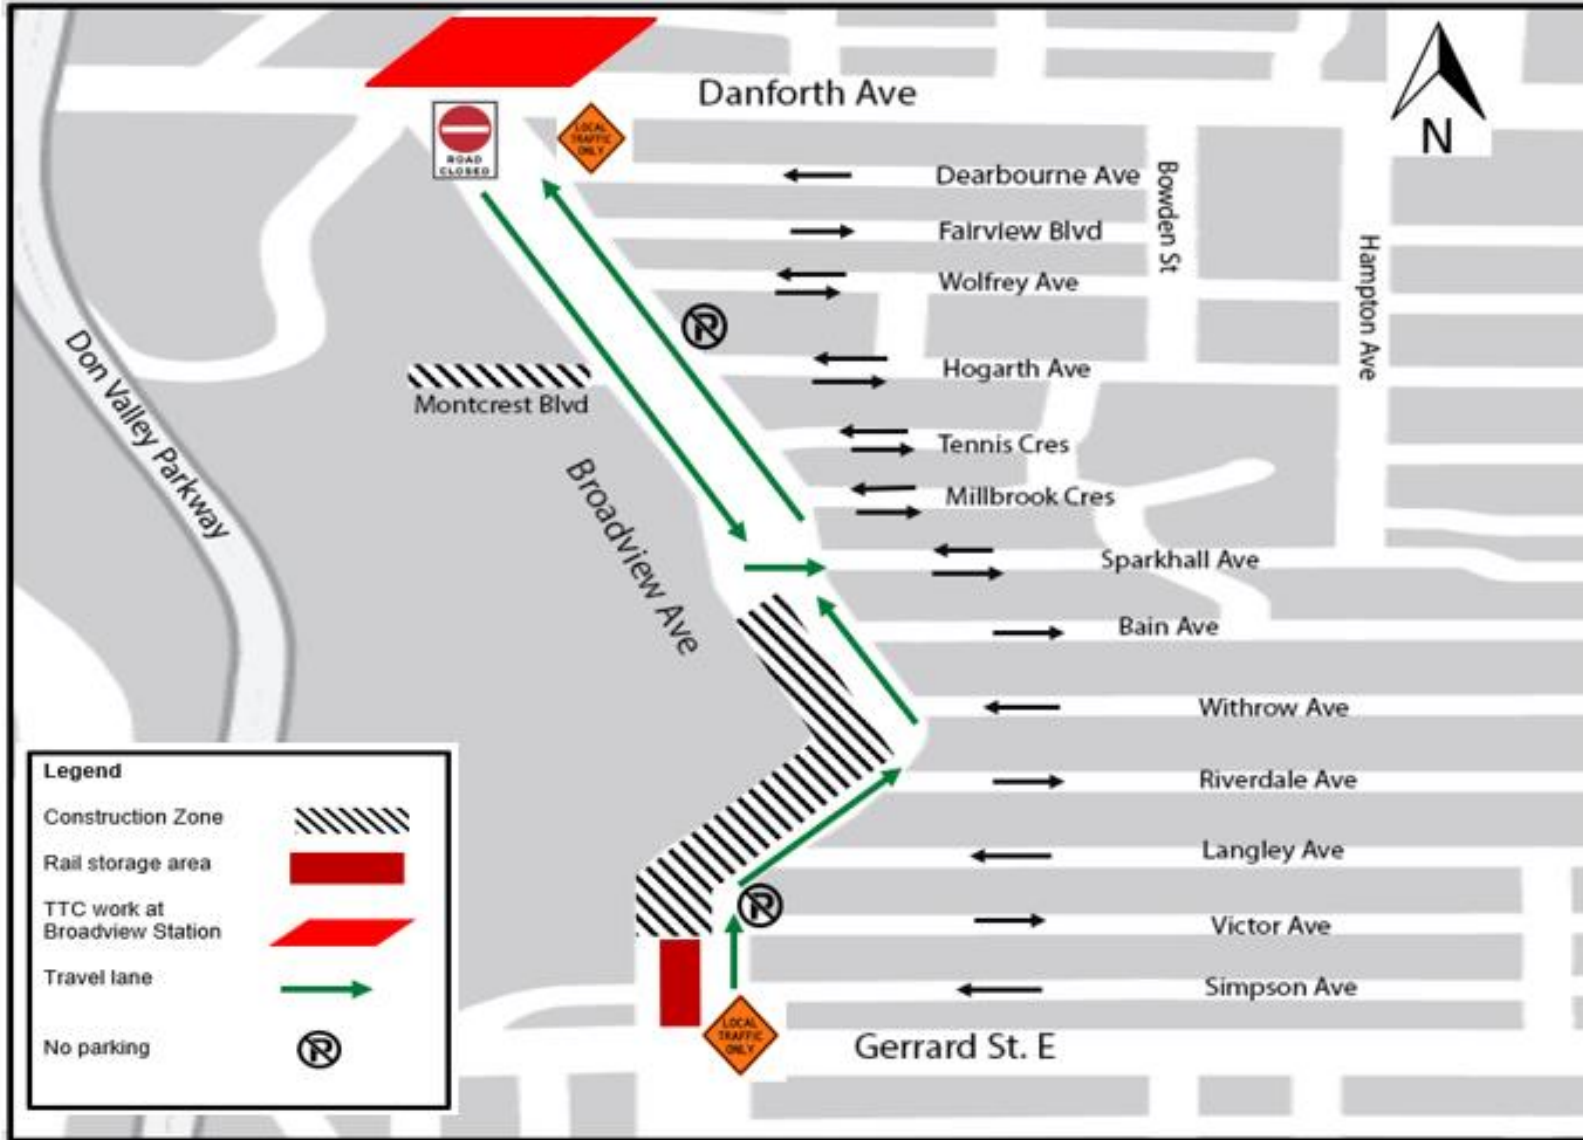 Danforth Ave
N
ROAD
CLOSED
LOCAL
TRAFFIC
ONLY
Dearbourne Ave
Bowden St
Fairview Blvd
Hampton Ave
Wolfrey Ave
Hogarth Ave
Montcrest Blvd
Don Valley Parkway
Tennis Cres
Broadview Ave
Millbrook Cres
Sparkhall Ave
Bain Ave
Withrow Ave
Riverdale Ave
Langley Ave
Victor Ave
Simpson Ave
LOCAL
TRAFFIC
ONLY
Gerrard St. E
Legend
Construction Zone
Rail storage area
TTC work at
Broadview Station
Travel lane
No parking